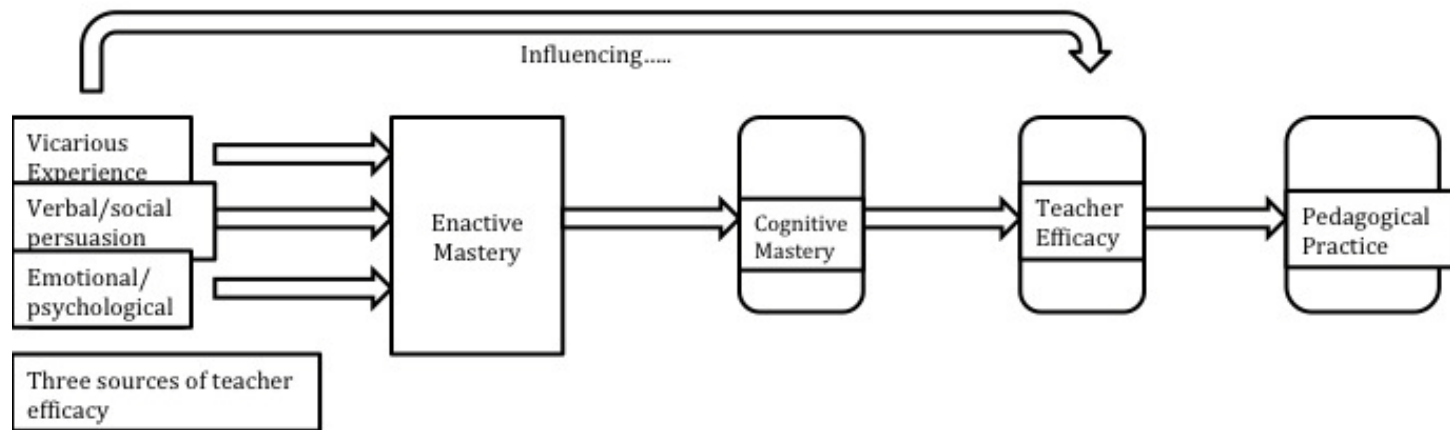 Influencing.....
Vicarious
Experience
Verbal/social
persuasion
Emotional/
psychological
Three sources of teacher
efficacy
Enactive
Mastery
Cognitive
Mastery
Teacher
Efficacy
Pedagogical
Practice